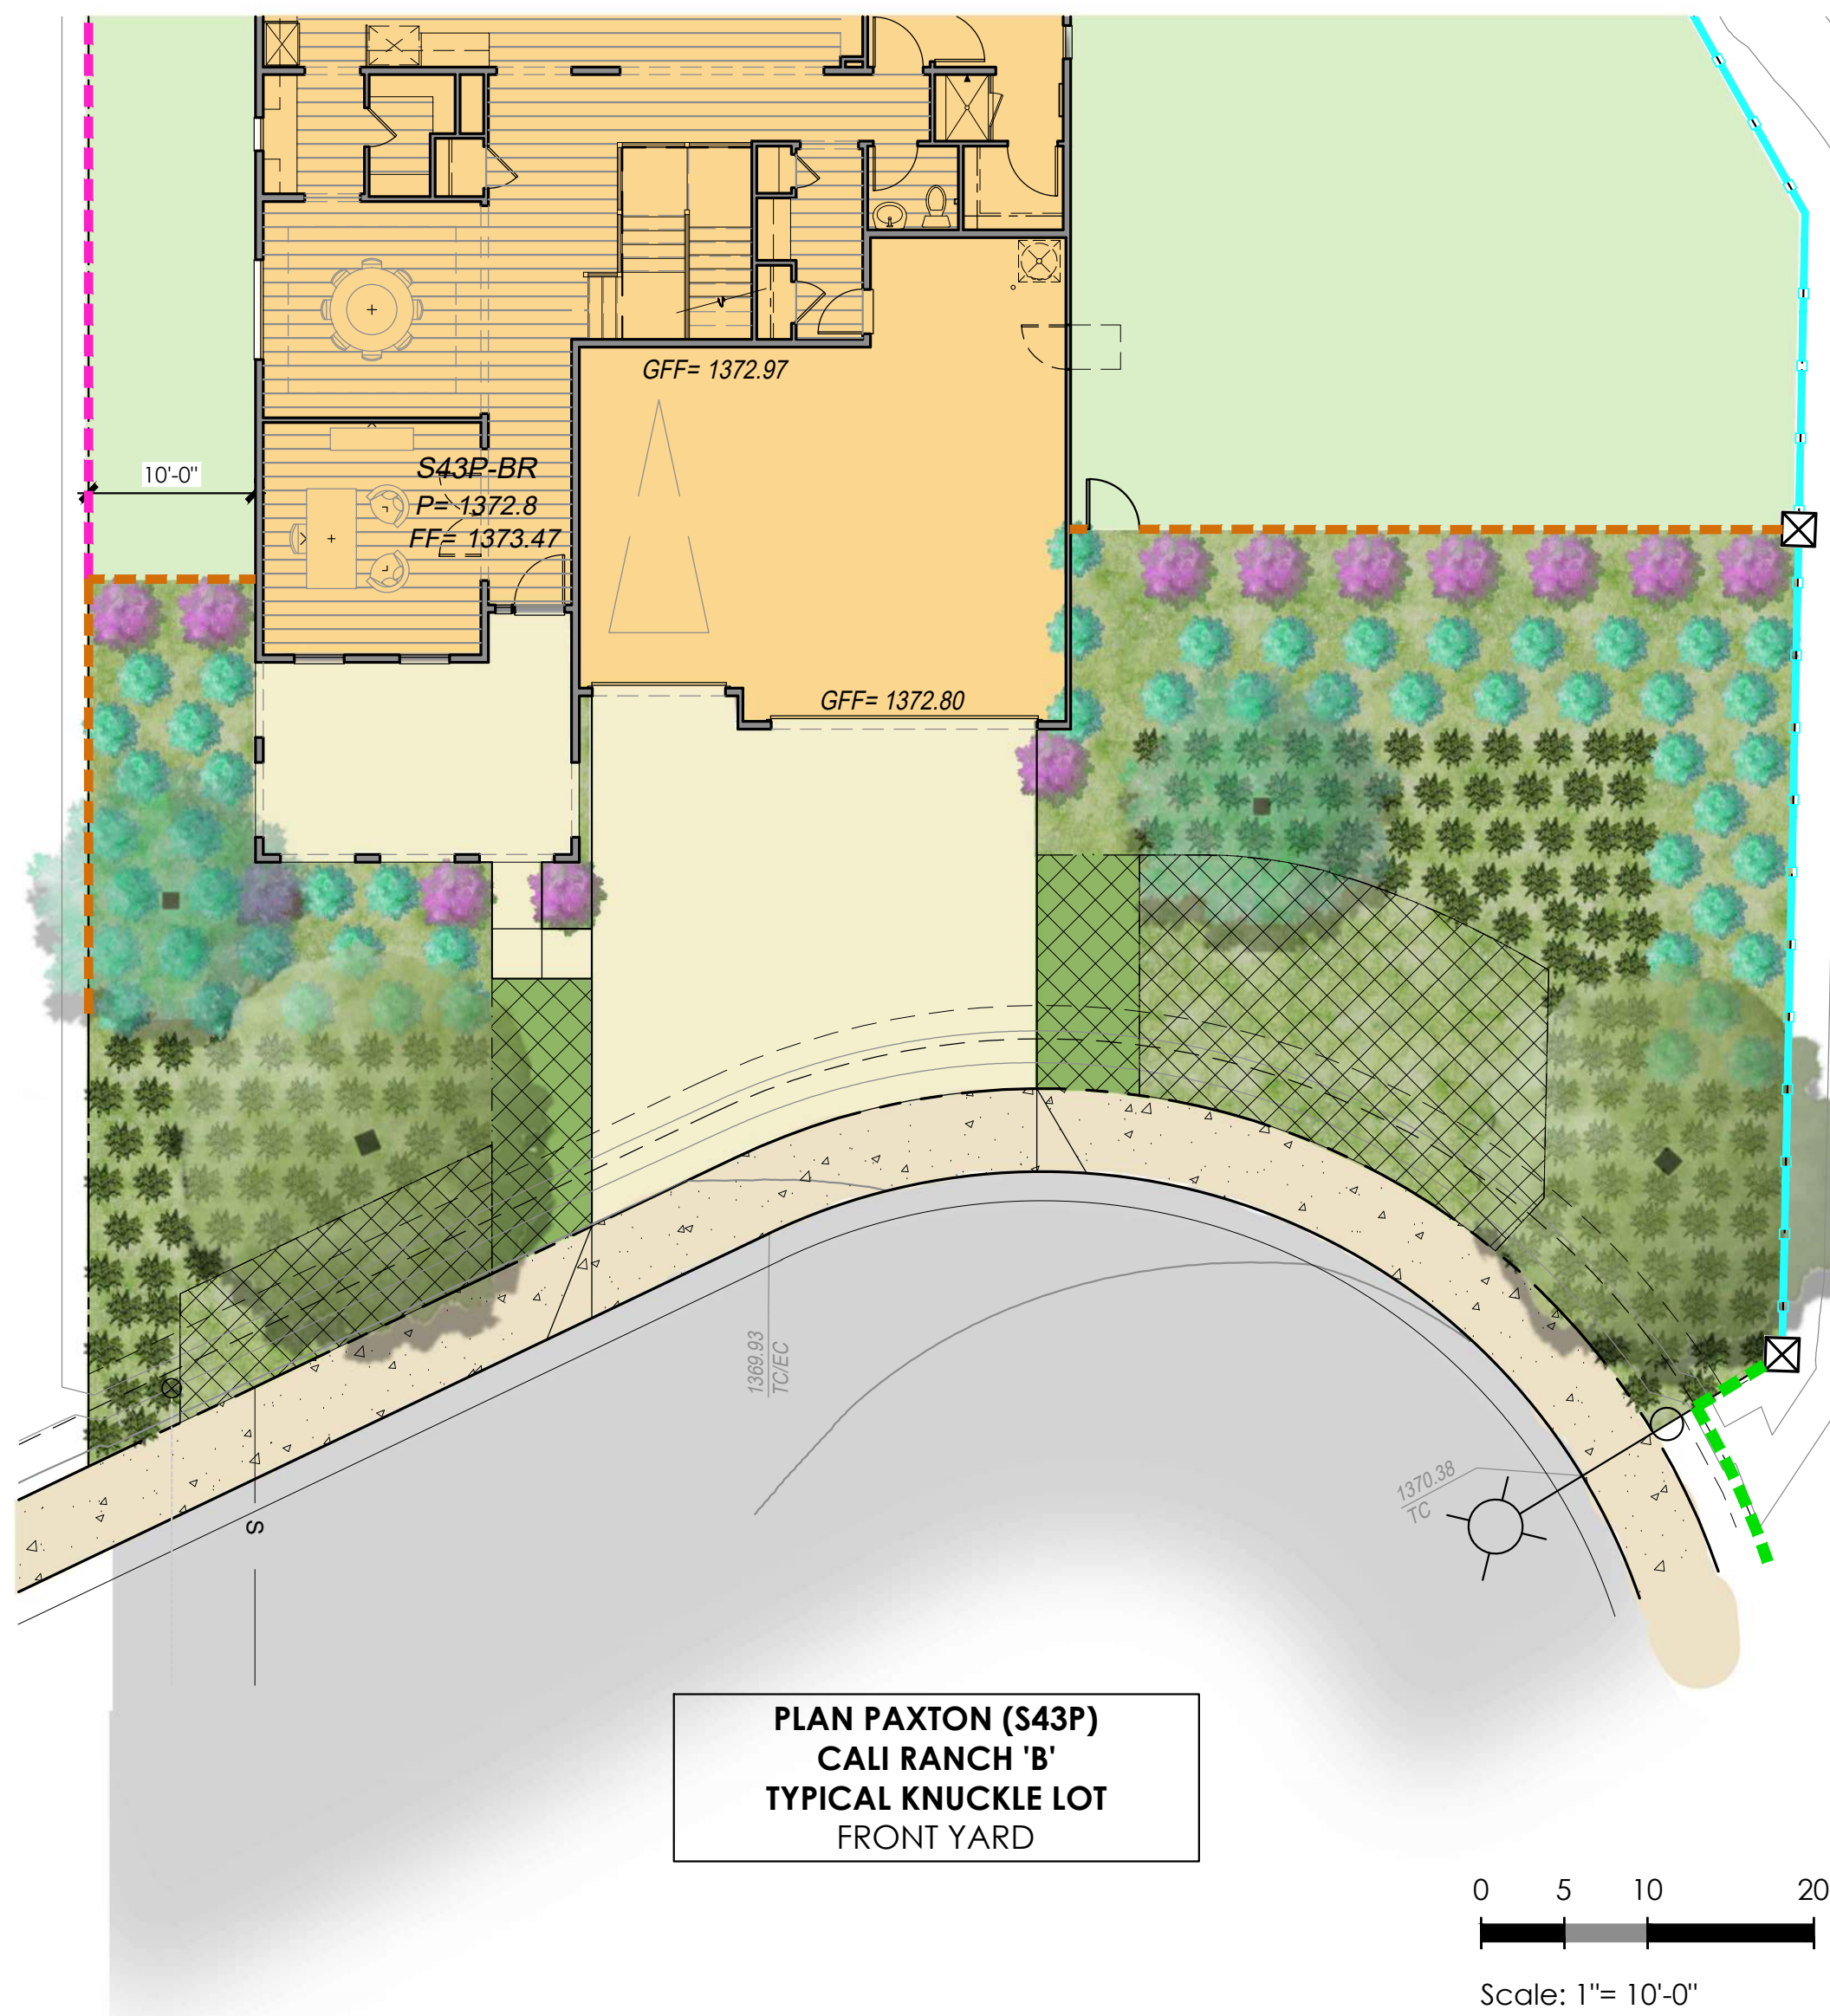 GFF= 1372.97
10'-0"
S43P-BR
P= 1372.8
FF= 1373.47
GFF= 1372.80
1369.93
TC/EC
1370.38
TC
S
PLAN PAXTON (S43P)
CALI RANCH 'B'
TYPICAL KNUCKLE LOT
FRONT YARD
0 5 10 20
Scale: 1"= 10'-0"